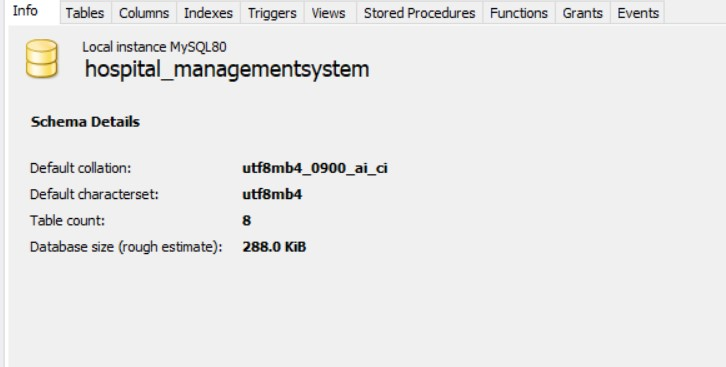 Info Tables Columns Indexes Triggers Views Stored Procedures Functions Grants Events
Local instance MySQL80
hospital_managementsystem
Schema Details
Default collation: utf8mb4_0900_ai_ci
Default characterset: utf8mb4
Table count: 8
Database size (rough estimate): 288.0 KiB